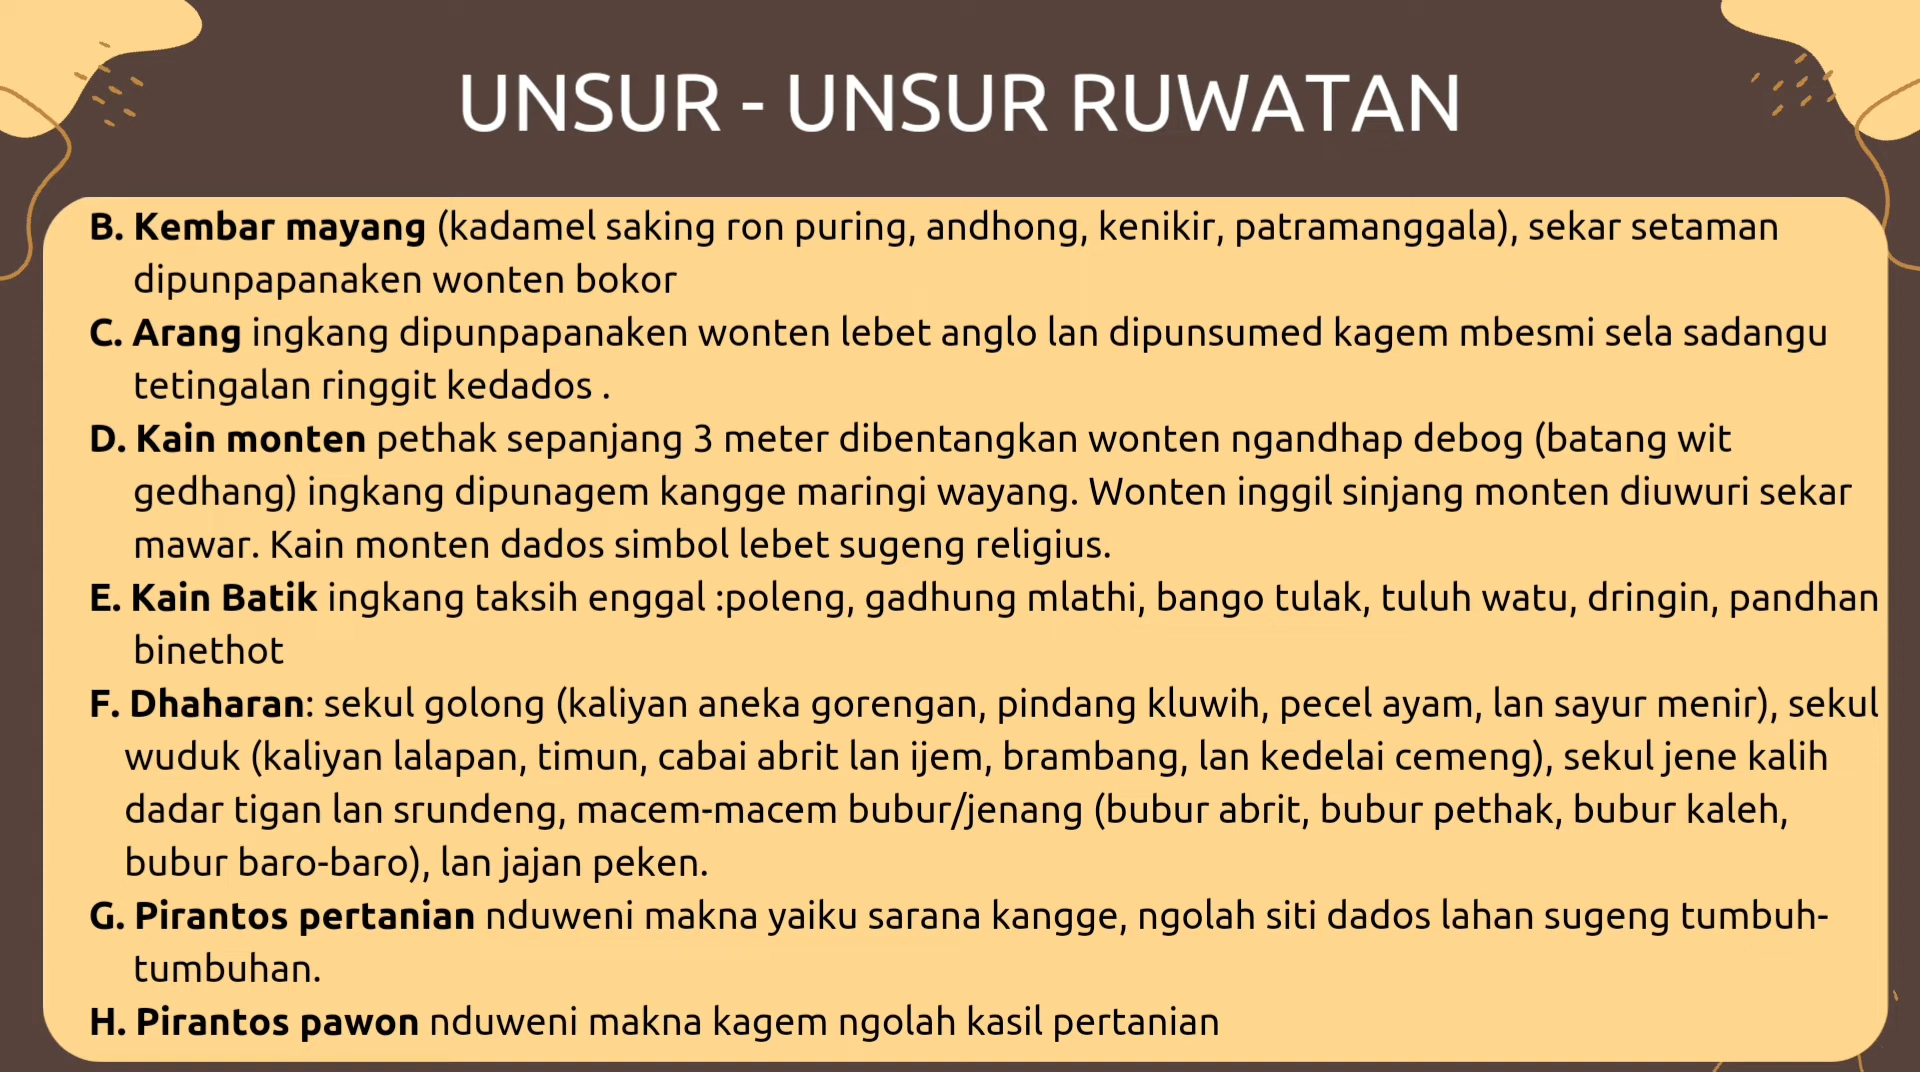 UNSUR - UNSUR RUWATAN
B. Kembar mayang (kadamel saking ron puring, andhong, kenikir, patramanggala), sekar setaman
dipunpapanaken wonten bokor
C. Arang ingkang dipunpapanaken wonten lebet anglo lan dipunsumed kagem mbesmi sela sadangu
tetingalan ringgit kedados .
D. Kain monten pethak sepanjang 3 meter dibentangkan wonten ngandhap debog (batang wit
gedhang) ingkang dipunagem kangge maringi wayang. Wonten inggil sinjang monten diuwuri sekar
mawar. Kain monten dados simbol lebet sugeng religius.
E. Kain Batik ingkang taksih enggal :poleng, gadhung mlathi, bango tulak, tuluh watu, dringin, pandhan
binethot
F. Dhaharan: sekul golong (kaliyan aneka gorengan, pindang kluwih, pecel ayam, lan sayur menir), sekul
wuduk (kaliyan lalapan, timun, cabai abrit lan ijem, brambang, lan kedelai cemeng), sekul jene kalih
dadar tigan lan srundeng, macem-macem bubur/jenang (bubur abrit, bubur pethak, bubur kaleh,
bubur baro-baro), lan jajan peken.
G. Pirantos pertanian nduweni makna yaiku sarana kangge, ngolah siti dados lahan sugeng tumbuh-
tumbuhan.
H. Pirantos pawon nduweni makna kagem ngolah kasil pertanian